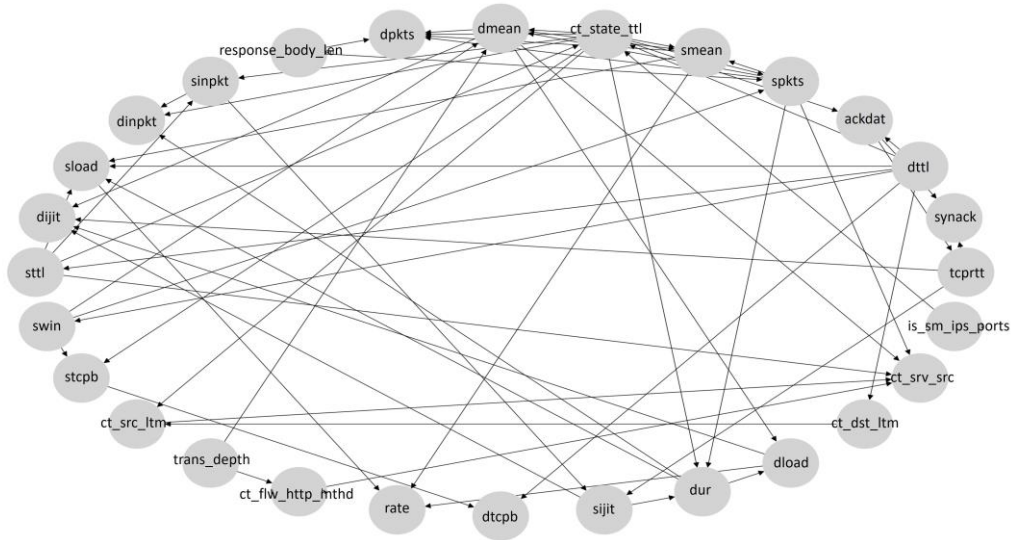 dmean
ct_state_ttl
dpkts
smean
response_body_len
sinpkt
spkts
dinpkt
ackdat
sload
dttl
dijit
synack
sttl
tcprtt
swin
is_sm_ips_ports
stcpb
ct_srv_src
ct_src_ltm
ct_dst_ltm
trans_depth
dload
ct_flw_http_mthd
dur
rate
dtcpb
sijit